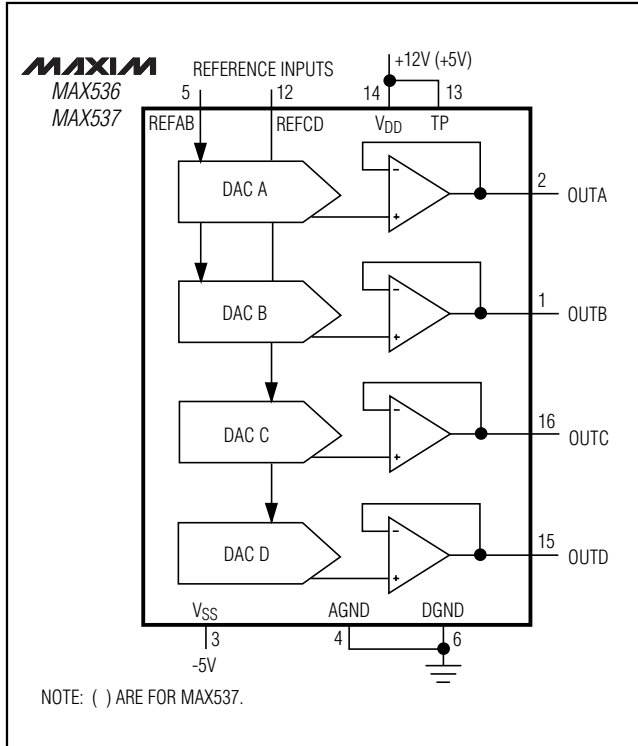 MAXIM
MAX536
MAX537
REFERENCE INPUTS
+12V (+5V)
5
12
14
13
REFAB
REFCD
VDD
TP
DAC A
-
+
2
OUTA
DAC B
-
+
1
OUTB
DAC C
-
+
16
OUTC
DAC D
-
+
15
OUTD
VSS
AGND
DGND
3
4
6
-5V
NOTE: ( ) ARE FOR MAX537.